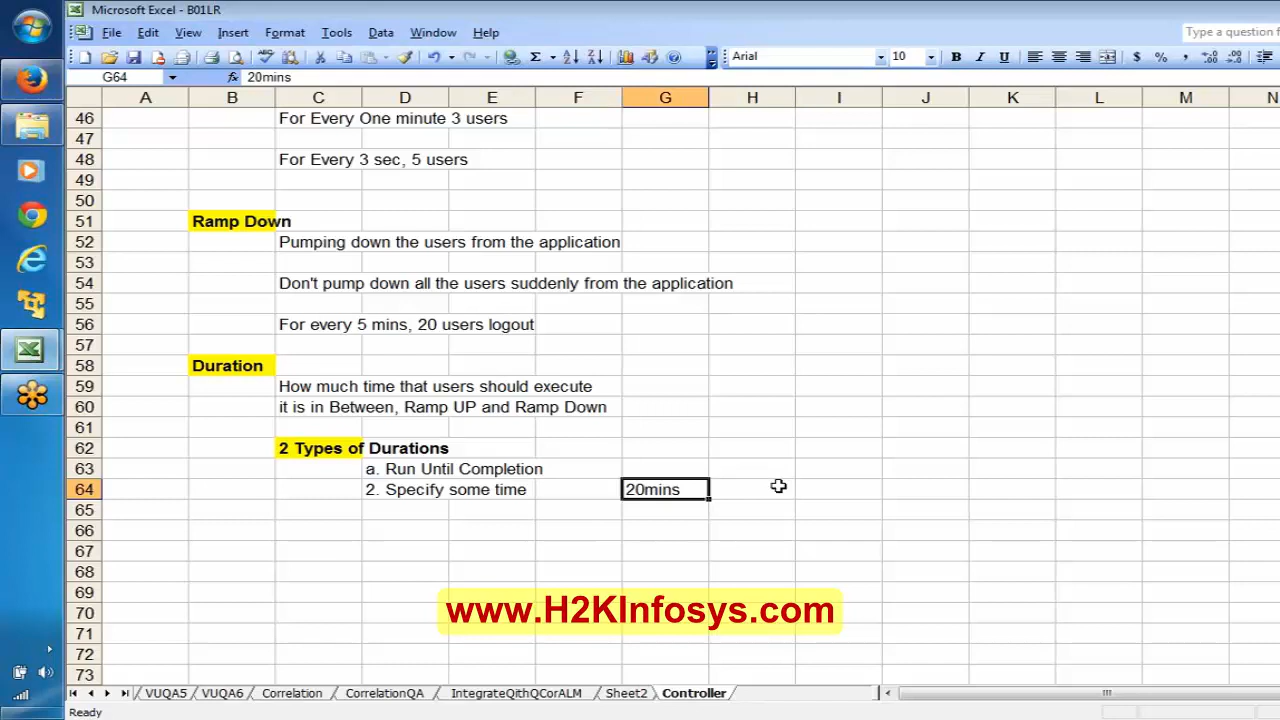 Microsoft Excel - B01LR
File Edit View Insert Format Tools Data Window Help
Type a question f
Arial 10 B I U $ % ,
G64 fx 20mins
A B C D E F G H I J K L M N
46 For Every One minute 3 users
47
48 For Every 3 sec, 5 users
49
50
51 Ramp Down
52 Pumping down the users from the application
53
54 Don't pump down all the users suddenly from the application
55
56 For every 5 mins, 20 users logout
57
58 Duration
59 How much time that users should execute
60 it is in Between, Ramp UP and Ramp Down
61
62 2 Types of Durations
63 a. Run Until Completion
64 2. Specify some time 20mins
65
66
67
68
69
70
71
72
73
www.H2KInfosys.com
VUQA5 VUQA6 Correlation CorrelationQA IntegrateQithQCorALM Sheet2 Controller
Ready